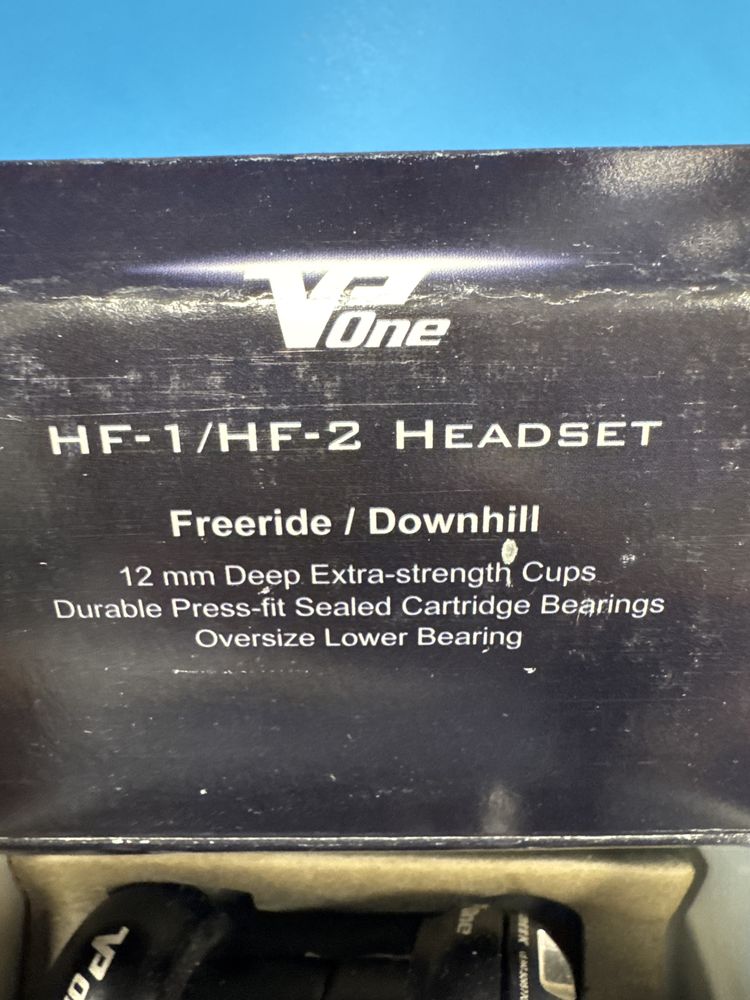 VP One
HF-1/HF-2 HEADSET
Freeride / Downhill
12 mm Deep Extra-strength Cups
Durable Press-fit Sealed Cartridge Bearings
Oversize Lower Bearing
VP